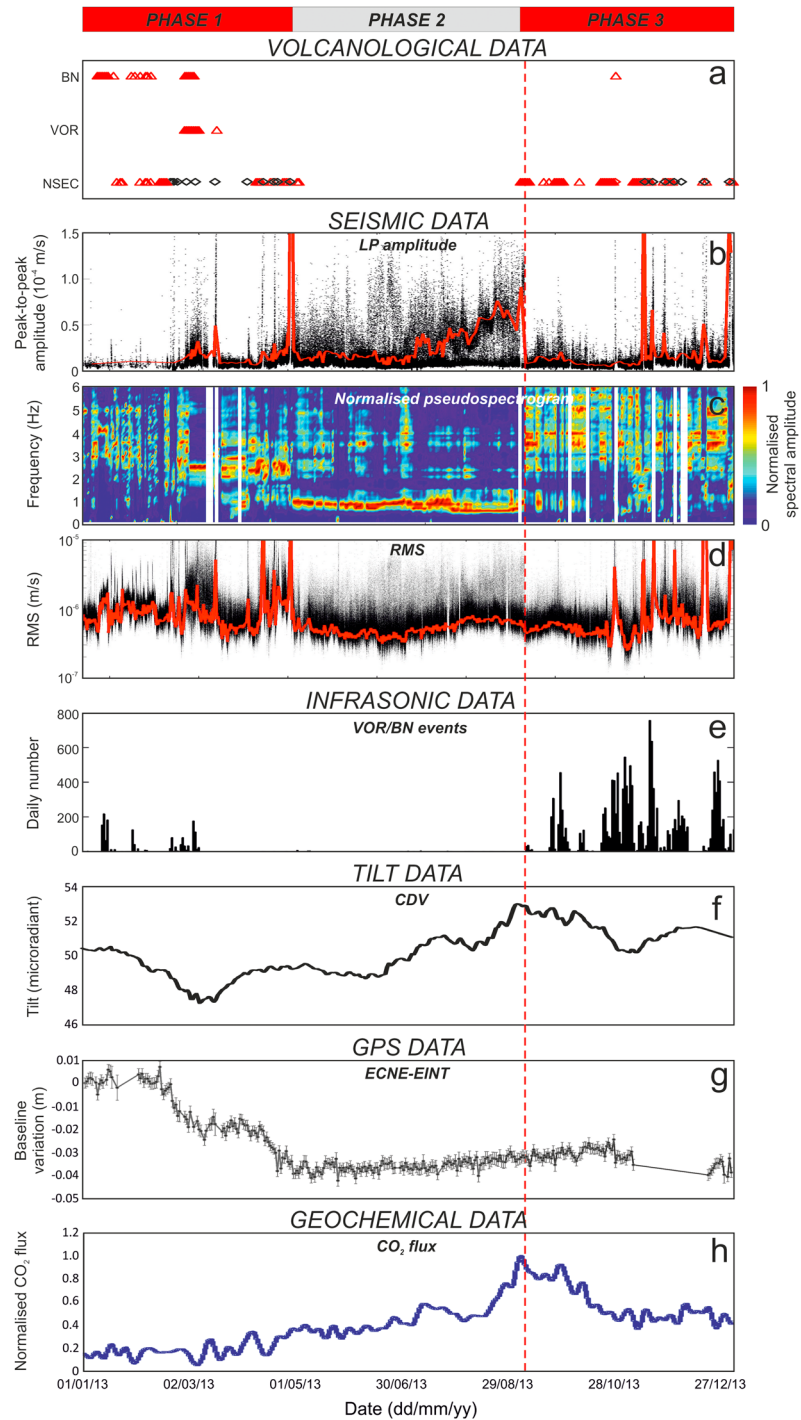 PHASE 1 PHASE 2 PHASE 3
VOLCANOLOGICAL DATA
a
BN
VOR
NSEC
SEISMIC DATA
LP amplitude
b
Peak-to-peak
amplitude (10⁻⁴ m/s)
1.5
1.0
0.5
0
Normalised pseudospectrogram
c
Frequency (Hz)
6
5
4
3
2
1
0
1
0
Normalised
spectral amplitude
RMS
d
RMS (m/s)
10⁻⁵
10⁻⁶
10⁻⁷
INFRASONIC DATA
VOR/BN events
e
Daily number
800
600
400
200
0
TILT DATA
CDV
f
Tilt (microradiant)
54
52
50
48
46
GPS DATA
ECNE-EINT
g
Baseline
variation (m)
0.01
0
-0.01
-0.02
-0.03
-0.04
-0.05
GEOCHEMICAL DATA
CO₂ flux
h
Normalised CO₂ flux
1.2
1.0
0.8
0.6
0.4
0.2
0
01/01/13 02/03/13 01/05/13 30/06/13 29/08/13 28/10/13 27/12/13
Date (dd/mm/yy)